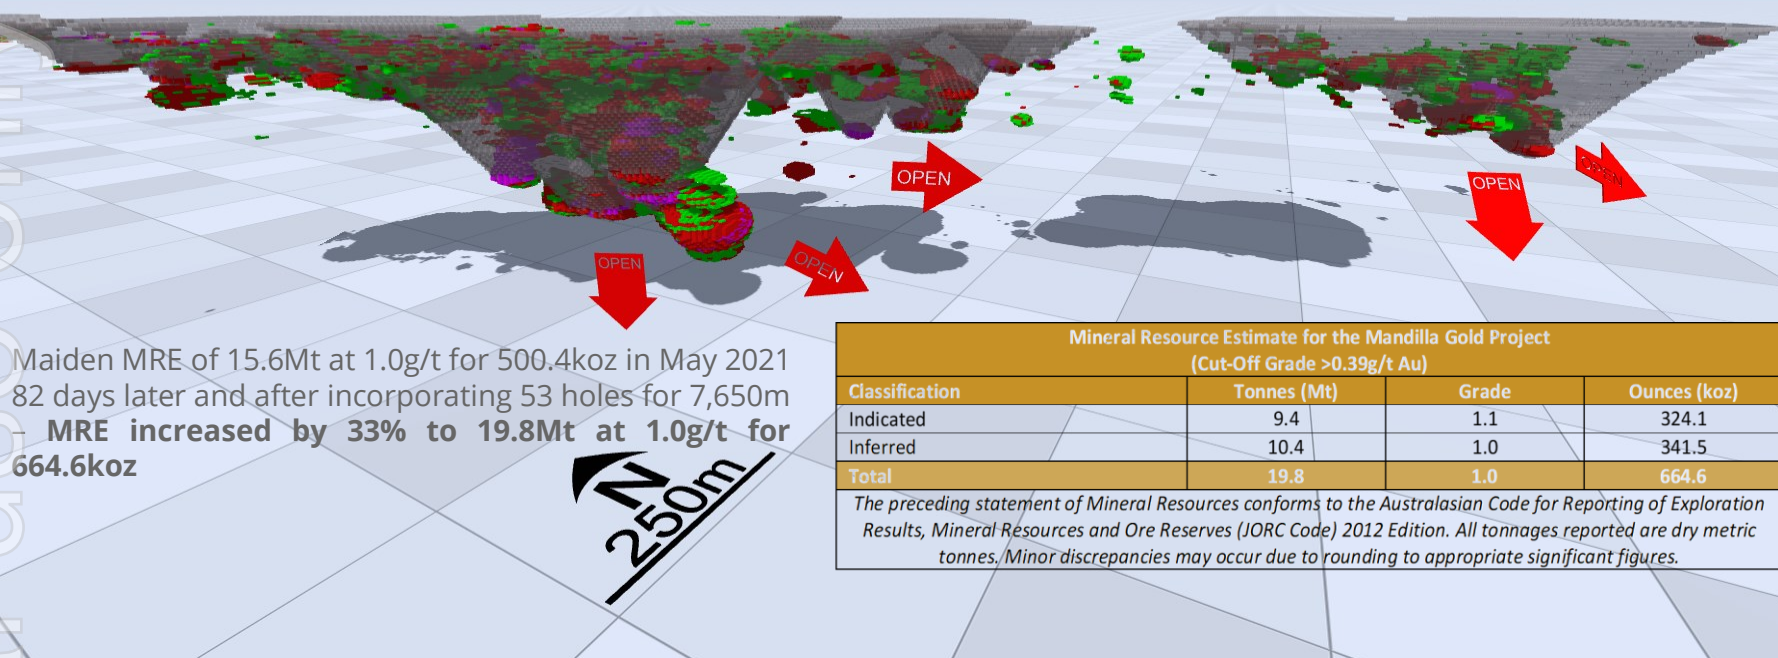 OPEN
OPEN
OPEN
OPEN
OPEN
Maiden MRE of 15.6Mt at 1.0g/t for 500.4koz in May 2021
82 days later and after incorporating 53 holes for 7,650m
– MRE increased by 33% to 19.8Mt at 1.0g/t for
664.6koz
N
250m
Mineral Resource Estimate for the Mandilla Gold Project
(Cut-Off Grade >0.39g/t Au)
Classification Tonnes (Mt) Grade Ounces (koz)
Indicated 9.4 1.1 324.1
Inferred 10.4 1.0 341.5
Total 19.8 1.0 664.6
The preceding statement of Mineral Resources conforms to the Australasian Code for Reporting of Exploration
Results, Mineral Resources and Ore Reserves (JORC Code) 2012 Edition. All tonnages reported are dry metric
tonnes. Minor discrepancies may occur due to rounding to appropriate significant figures.